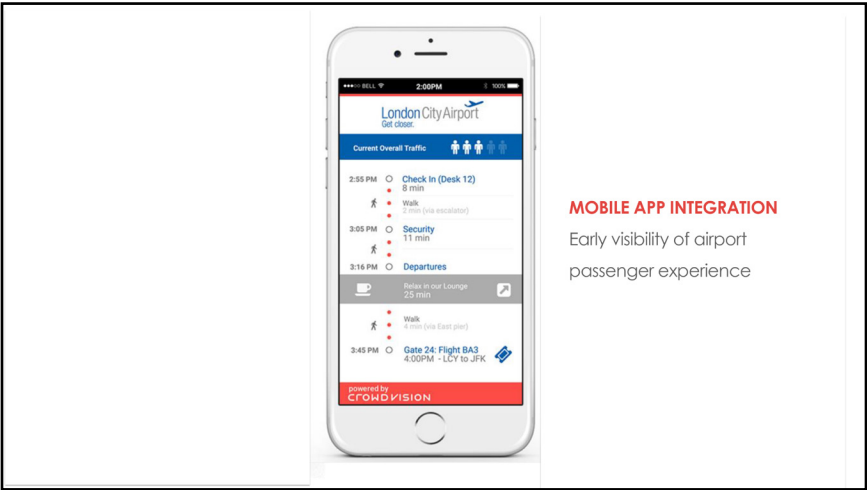 BELL 2:00PM 100%
London City Airport
Get closer.
Current Overall Traffic
2:55 PM Check In (Desk 12)
8 min
Walk
2 min (via escalator)
3:05 PM Security
11 min
3:16 PM Departures
Relax in our Lounge
25 min
Walk
4 min (via East pier)
3:45 PM Gate 24: Flight BA3
4:00PM - LCY to JFK
powered by
CROWDVISION
MOBILE APP INTEGRATION
Early visibility of airport
passenger experience